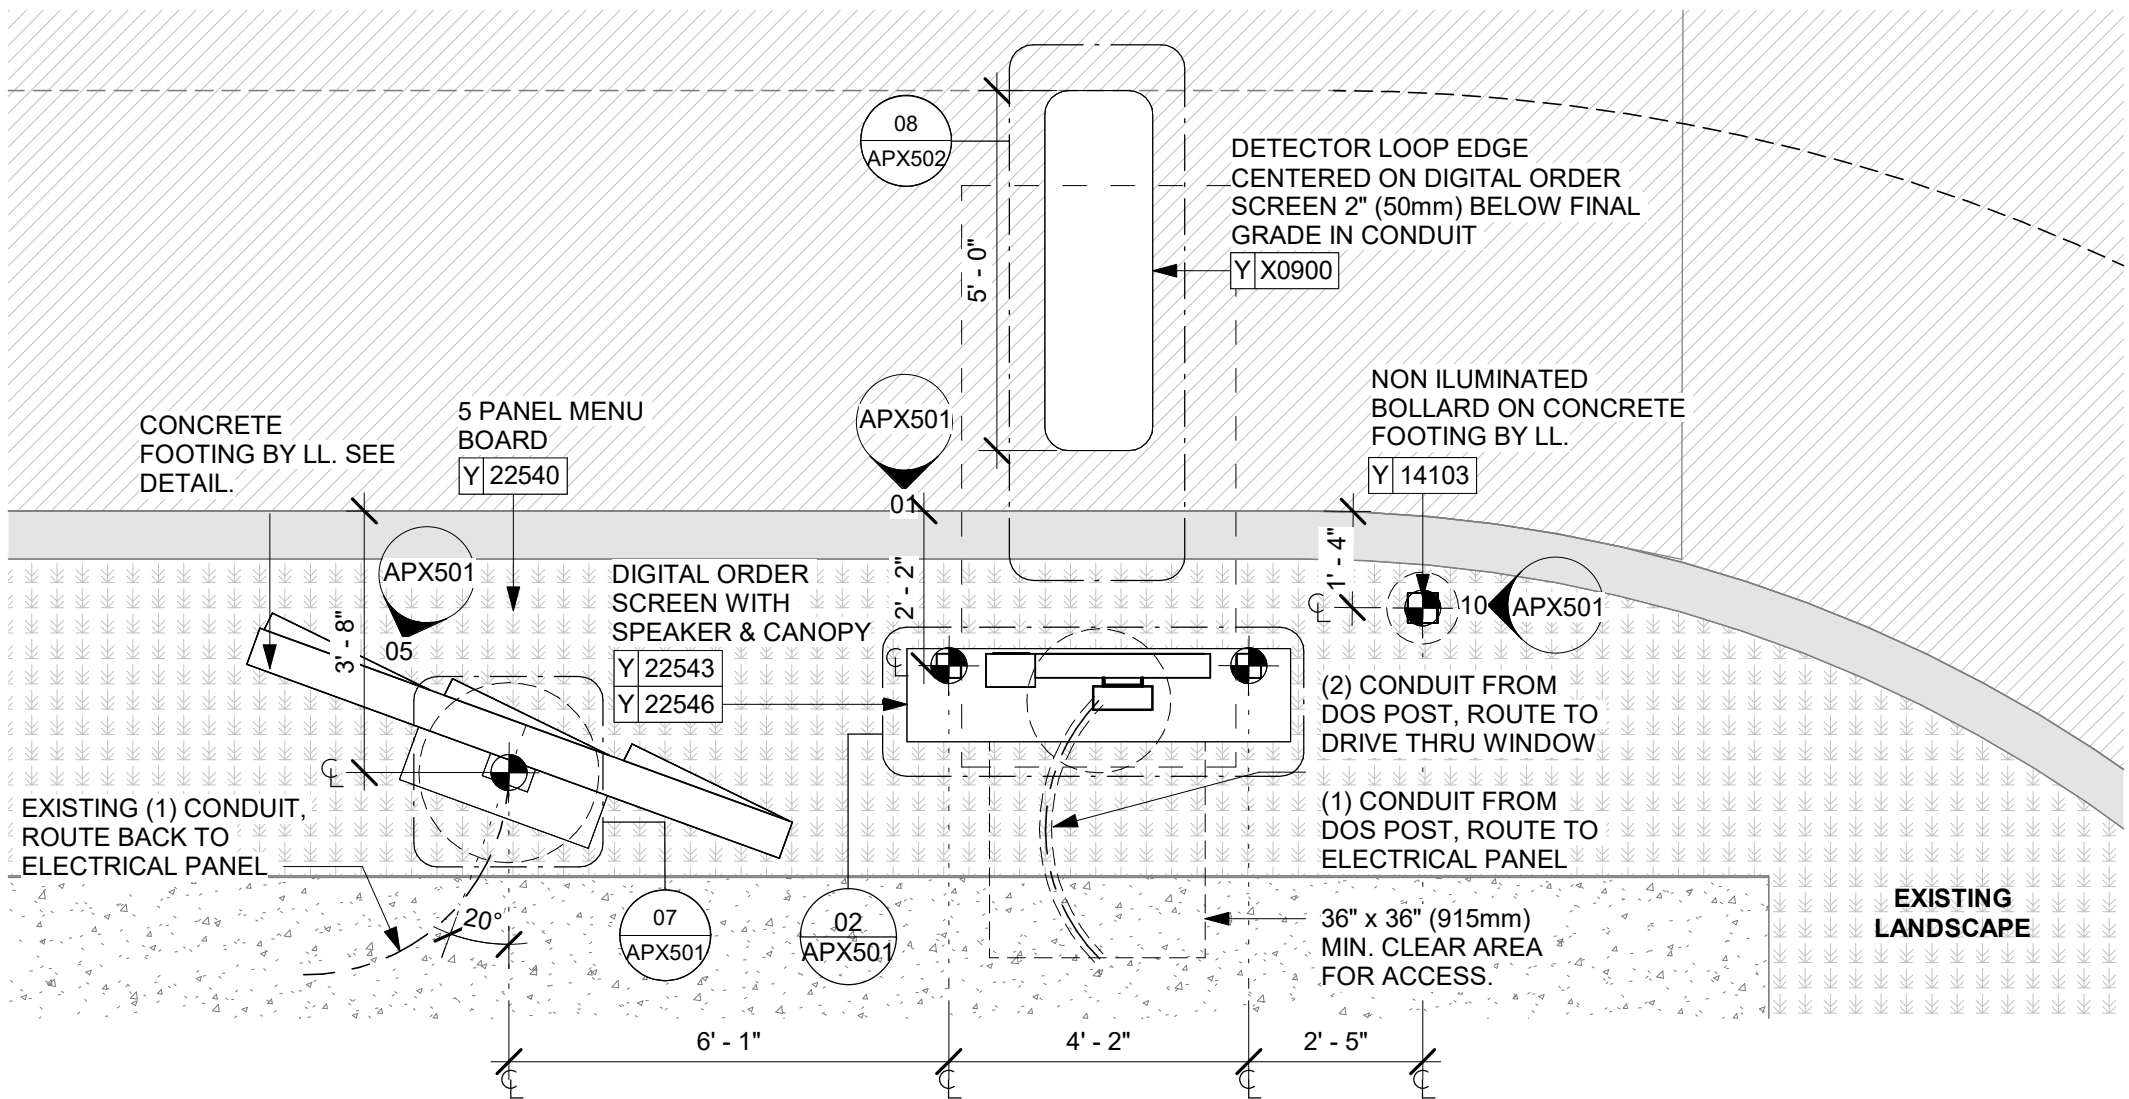 08
APX502
DETECTOR LOOP EDGE
CENTERED ON DIGITAL ORDER
SCREEN 2" (50mm) BELOW FINAL
GRADE IN CONDUIT
Y X0900
5' - 0"
CONCRETE
FOOTING BY LL. SEE
DETAIL.
5 PANEL MENU
BOARD
Y 22540
APX501
01
NON ILUMINATED
BOLLARD ON CONCRETE
FOOTING BY LL.
Y 14103
APX501
05
3' - 8"
DIGITAL ORDER
SCREEN WITH
SPEAKER & CANOPY
Y 22543
Y 22546
2' - 2"
1' - 4"
10
APX501
(2) CONDUIT FROM
DOS POST, ROUTE TO
DRIVE THRU WINDOW
(1) CONDUIT FROM
DOS POST, ROUTE TO
ELECTRICAL PANEL
EXISTING (1) CONDUIT,
ROUTE BACK TO
ELECTRICAL PANEL
20°
07
APX501
02
APX501
36" x 36" (915mm)
MIN. CLEAR AREA
FOR ACCESS.
EXISTING
LANDSCAPE
6' - 1"
4' - 2"
2' - 5"